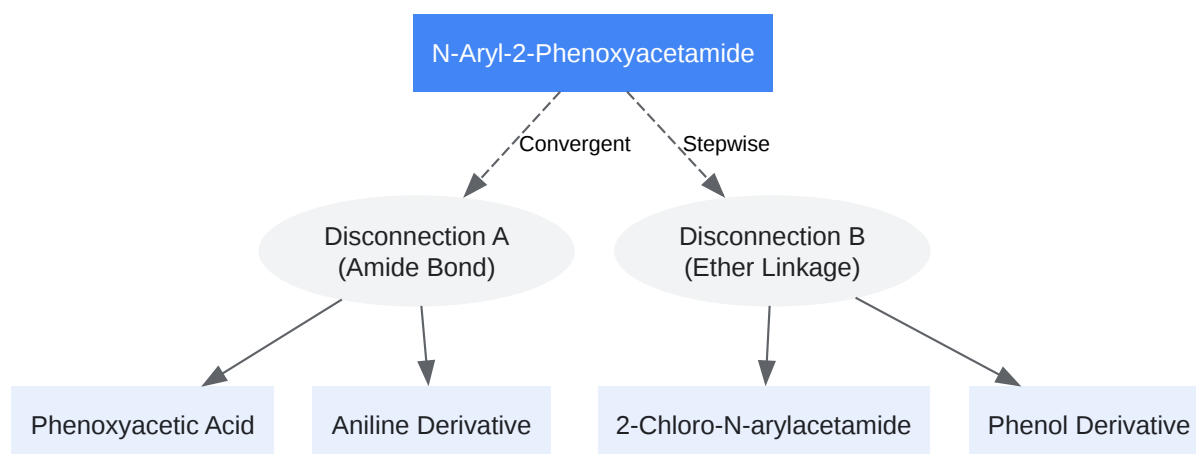 N-Aryl-2-Phenoxyacetamide
Convergent
Stepwise
Disconnection A
(Amide Bond)
Disconnection B
(Ether Linkage)
Phenoxyacetic Acid
Aniline Derivative
2-Chloro-N-arylacetamide
Phenol Derivative